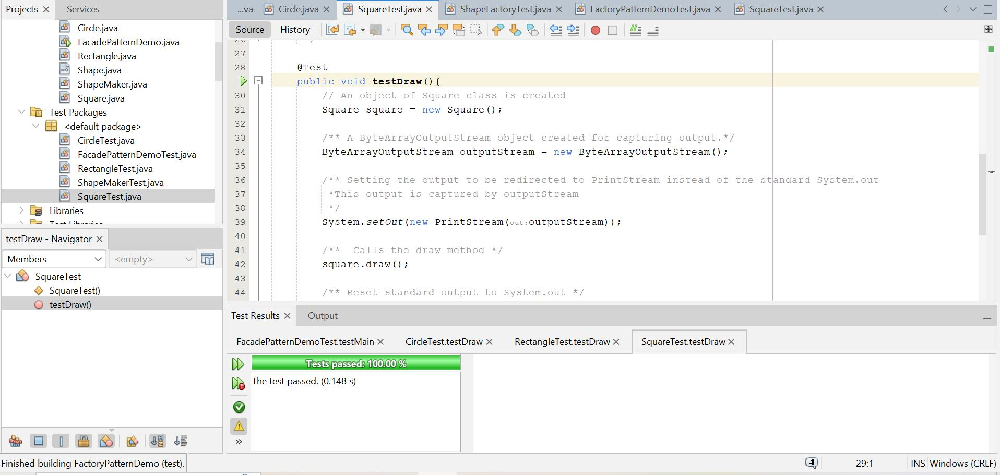 Projects
Services
Circle.java
FacadePatternDemo.java
Rectangle.java
Shape.java
ShapeMaker.java
Square.java
Test Packages
<default package>
CircleTest.java
FacadePatternDemoTest.java
RectangleTest.java
ShapeMakerTest.java
SquareTest.java
Libraries
Test Libraries
testDraw - Navigator
Members
<empty>
SquareTest
SquareTest()
testDraw()
...va
Circle.java
SquareTest.java
ShapeFactoryTest.java
FactoryPatternDemoTest.java
SquareTest.java
Source
History
26 */
27
28 @Test
public void testDraw(){
30 // An object of Square class is created
31 Square square = new Square();
32
33 /** A ByteArrayOutputStream object created for capturing output.*/
34 ByteArrayOutputStream outputStream = new ByteArrayOutputStream();
35
36 /** Setting the output to be redirected to PrintStream instead of the standard System.out
37 *This output is captured by outputStream
38 */
39 System.setOut(new PrintStream(out:outputStream));
40
41 /**  Calls the draw method */
42 square.draw();
43
44 /** Reset standard output to System.out */
Test Results
Output
FacadePatternDemoTest.testMain
CircleTest.testDraw
RectangleTest.testDraw
SquareTest.testDraw
Tests passed: 100.00 %
The test passed. (0.148 s)
Finished building FactoryPatternDemo (test).
4
29:1
INS
Windows (CRLF)